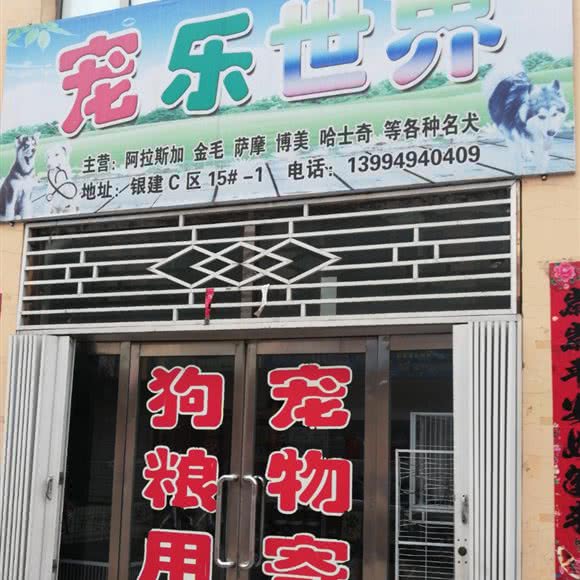 宠乐世界
主营：阿拉斯加 金毛 萨摩 博美 哈士奇 等各种名犬
地址：银建C区15#-1 电话：13994940409
宠物寄
狗粮用